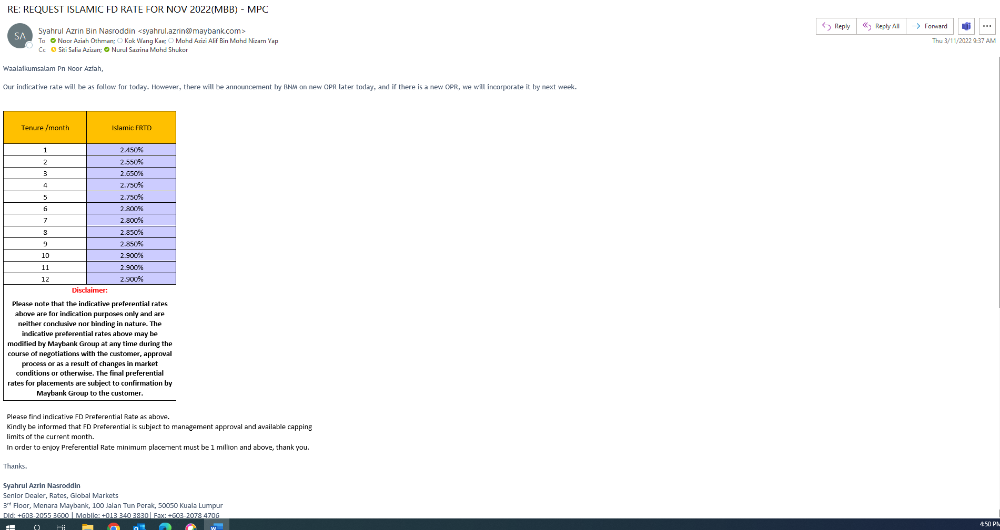 RE: REQUEST ISLAMIC FD RATE FOR NOV 2022(MBB) - MPC
SA
Syahrul Azrin Bin Nasroddin <syahrul.azrin@maybank.com>
To Noor Aziah Othman; Kok Wang Kae; Mohd Azizi Alif Bin Mohd Nizam Yap
Cc Siti Salia Azizan; Nurul Sazrina Mohd Shukor
Reply Reply All Forward
Thu 3/11/2022 9:37 AM
Waalaikumsalam Pn Noor Aziah,
Our indicative rate will be as follow for today. However, there will be announcement by BNM on new OPR later today, and if there is a new OPR, we will incorporate it by next week.
Tenure /month Islamic FRTD
1 2.450%
2 2.550%
3 2.650%
4 2.750%
5 2.750%
6 2.800%
7 2.800%
8 2.850%
9 2.850%
10 2.900%
11 2.900%
12 2.900%
Disclaimer:
Please note that the indicative preferential rates
above are for indication purposes only and are
neither conclusive nor binding in nature. The
indicative preferential rates above may be
modified by Maybank Group at any time during the
course of negotiations with the customer, approval
process or as a result of changes in market
conditions or otherwise. The final preferential
rates for placements are subject to confirmation by
Maybank Group to the customer.
Please find indicative FD Preferential Rate as above.
Kindly be informed that FD Preferential is subject to management approval and available capping
limits of the current month.
In order to enjoy Preferential Rate minimum placement must be 1 million and above, thank you.
Thanks.
Syahrul Azrin Nasroddin
Senior Dealer, Rates, Global Markets
3rd Floor, Menara Maybank, 100 Jalan Tun Perak, 50050 Kuala Lumpur
Did: +603-2055 3600 | Mobile: +013 340 3830| Fax: +603-2078 4706
4:50 PM